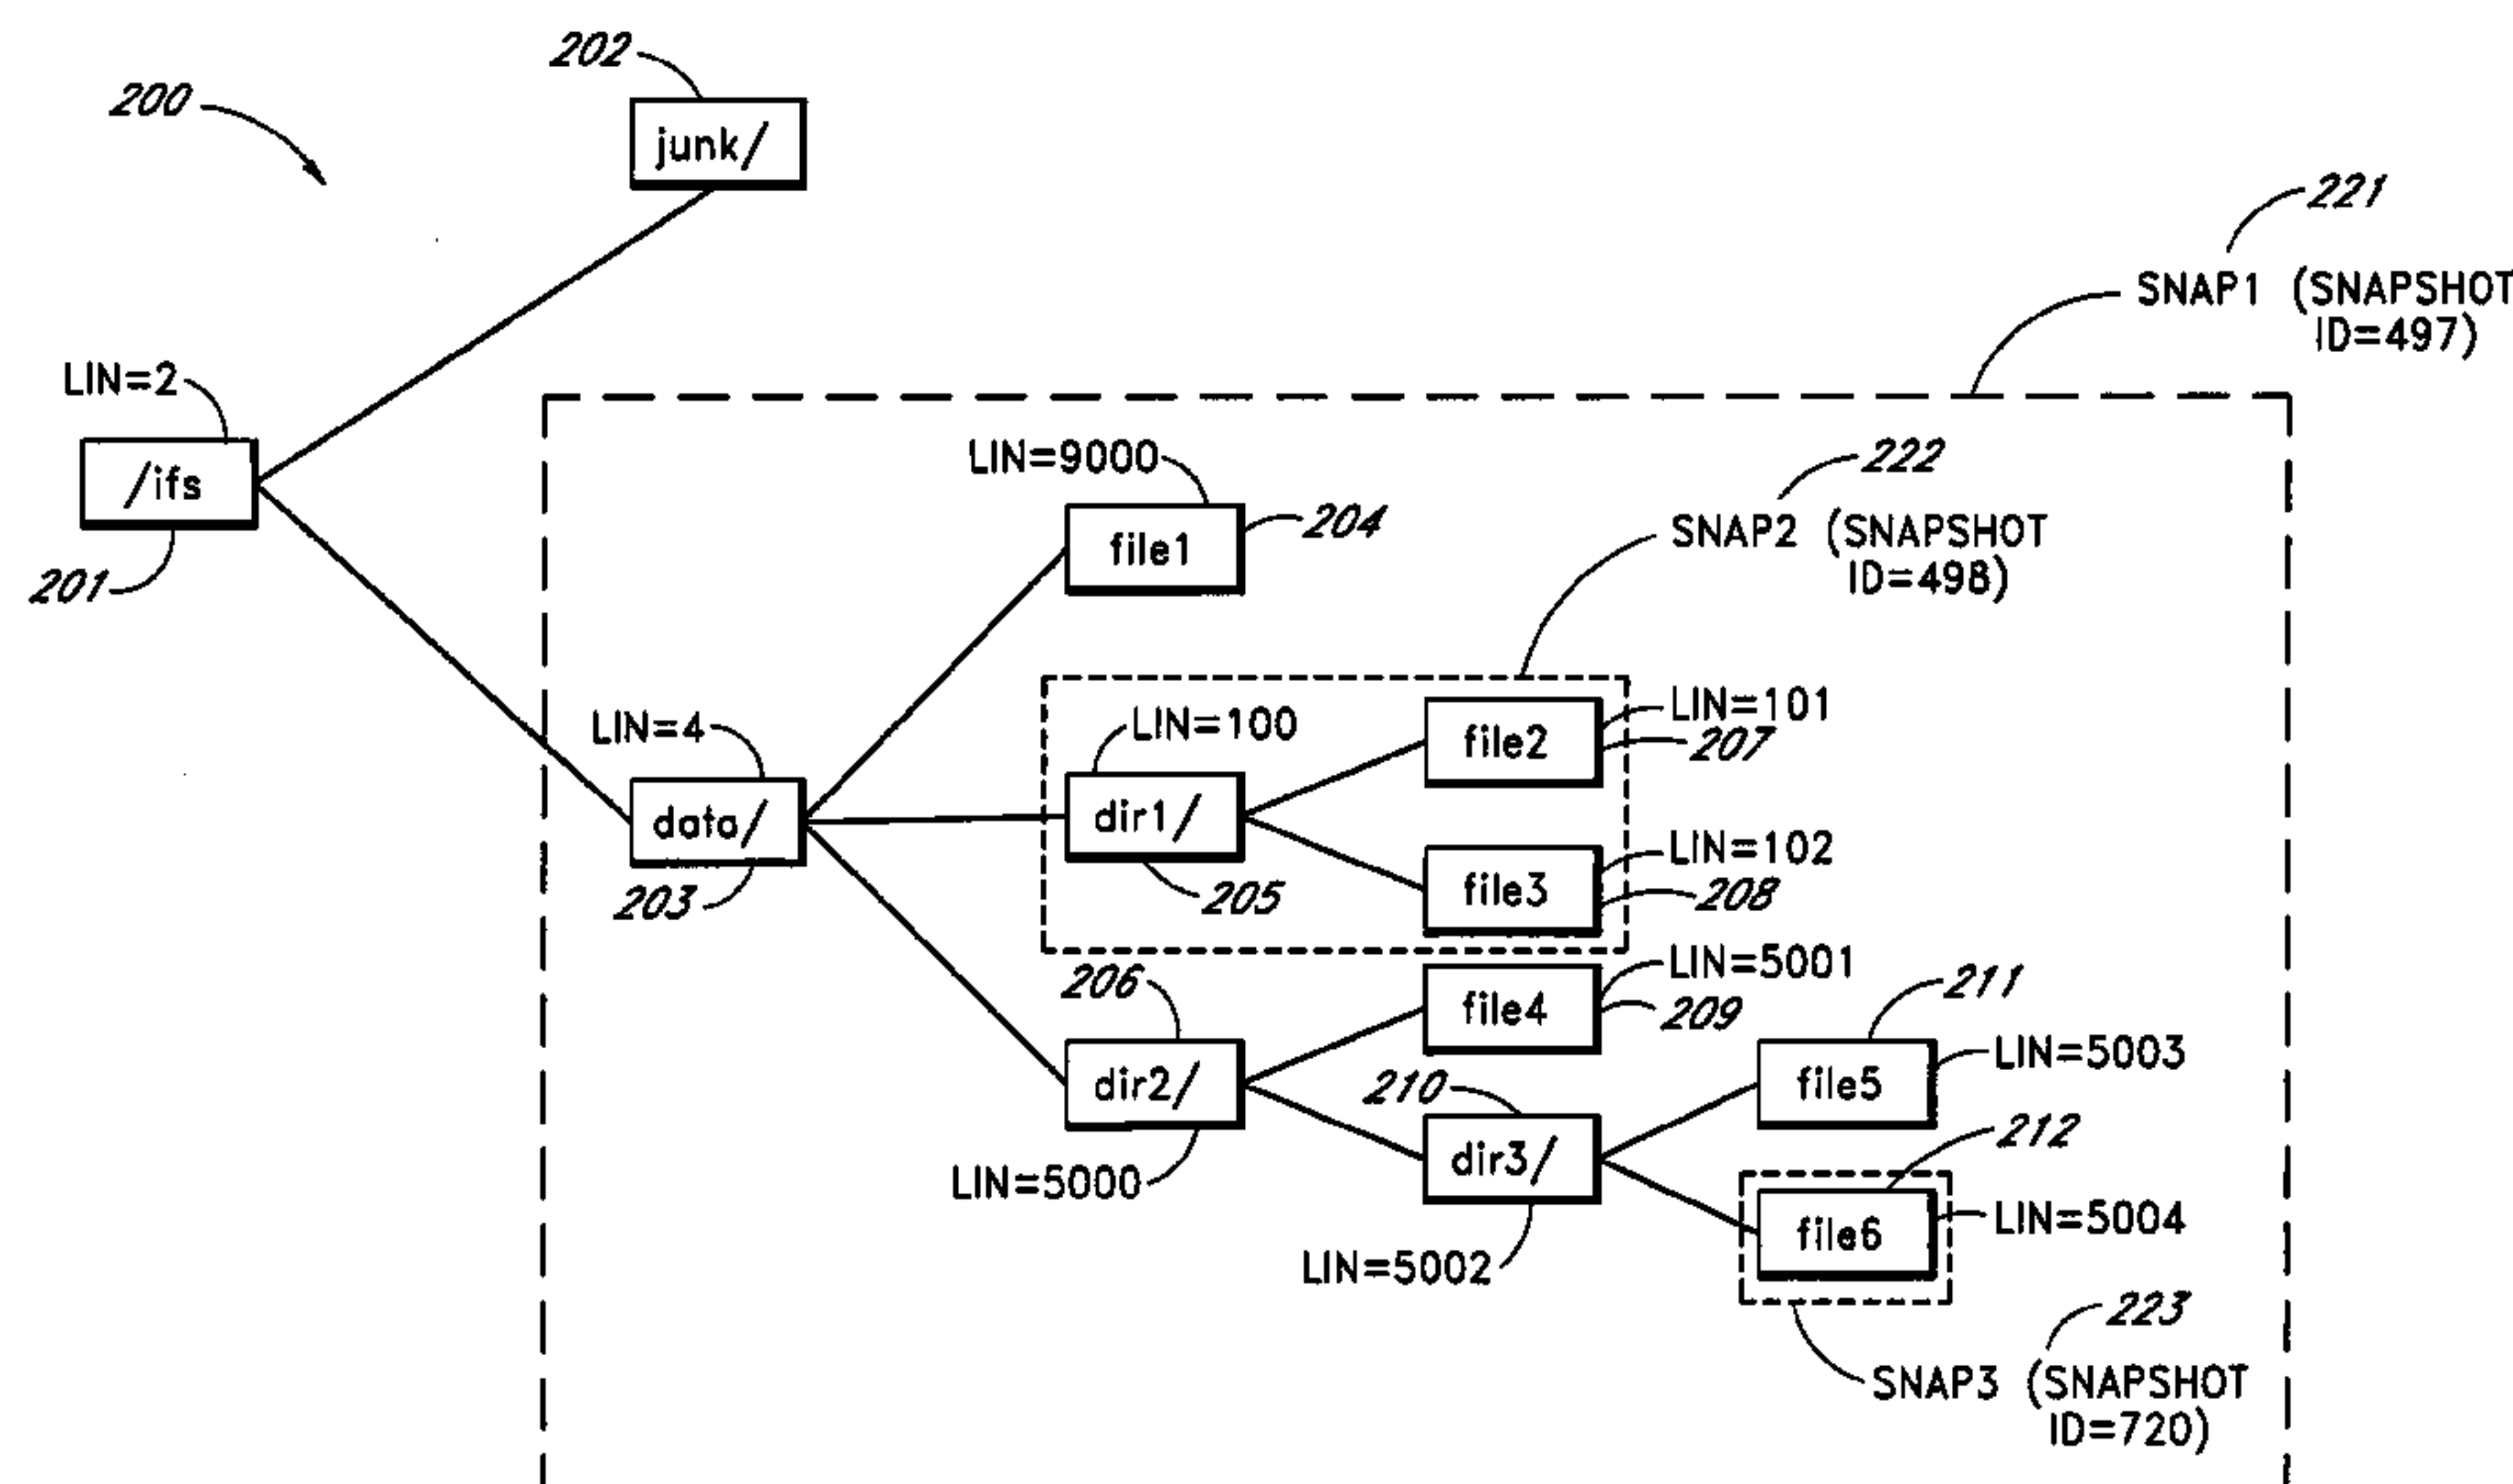 202
200
junk/
221
SNAP1 (SNAPSHOT
ID=497)
LIN=2
/ifs
201
LIN=9000
222
204
file1
SNAP2 (SNAPSHOT
ID=498)
LIN=4
LIN=100
LIN=101
file2
207
data/
dir1/
LIN=102
203
205
file3
208
206
LIN=5001
file4
209
211
dir2/
210
file5
LIN=5003
LIN=5000
dir3/
212
LIN=5002
file6
LIN=5004
223
SNAP3 (SNAPSHOT
ID=720)